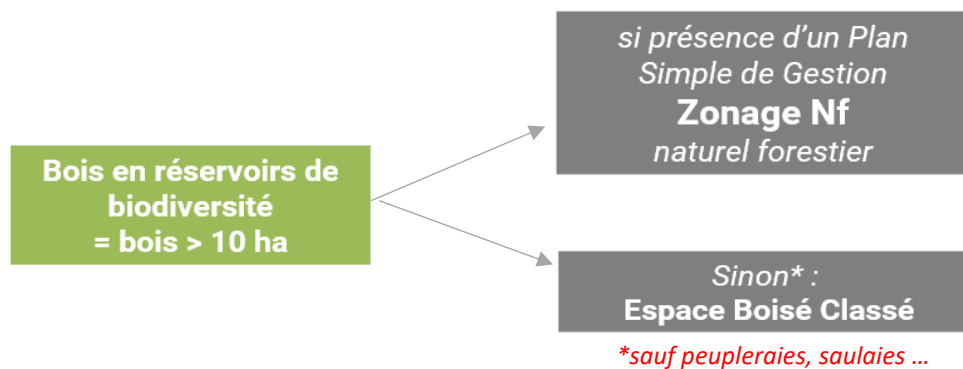 Bois en réservoirs de
biodiversité
= bois > 10 ha
si présence d’un Plan
Simple de Gestion
Zonage Nf
naturel forestier
Sinon* :
Espace Boisé Classé
*sauf peupleraies, saulaies …